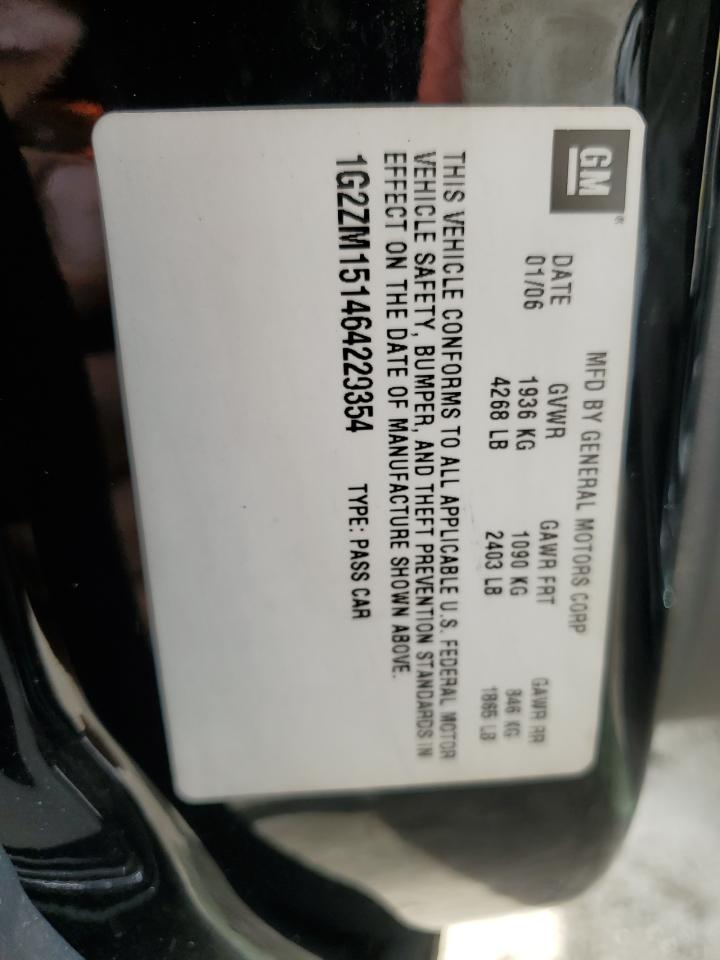 GM®
MFD BY GENERAL MOTORS CORP
DATE GVWR GAWR FRT GAWR RR
01/06 1936 KG 1090 KG 846 KG
4268 LB 2403 LB 1865 LB
THIS VEHICLE CONFORMS TO ALL APPLICABLE U.S. FEDERAL MOTOR
VEHICLE SAFETY, BUMPER, AND THEFT PREVENTION STANDARDS IN
EFFECT ON THE DATE OF MANUFACTURE SHOWN ABOVE.
1G2ZM151464229354 TYPE: PASS CAR